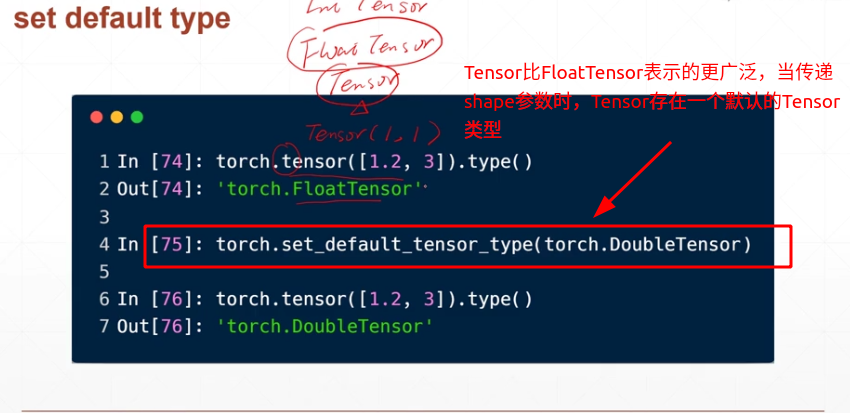 Int Tensor
set default type
Float Tensor
Tensor
Tensor(1,1)
Tensor比FloatTensor表示的更广泛，当传递
shape参数时，Tensor存在一个默认的Tensor
类型
1 In [74]: torch.tensor([1.2, 3]).type()
2 Out[74]: 'torch.FloatTensor'
3
4 In [75]: torch.set_default_tensor_type(torch.DoubleTensor)
5
6 In [76]: torch.tensor([1.2, 3]).type()
7 Out[76]: 'torch.DoubleTensor'